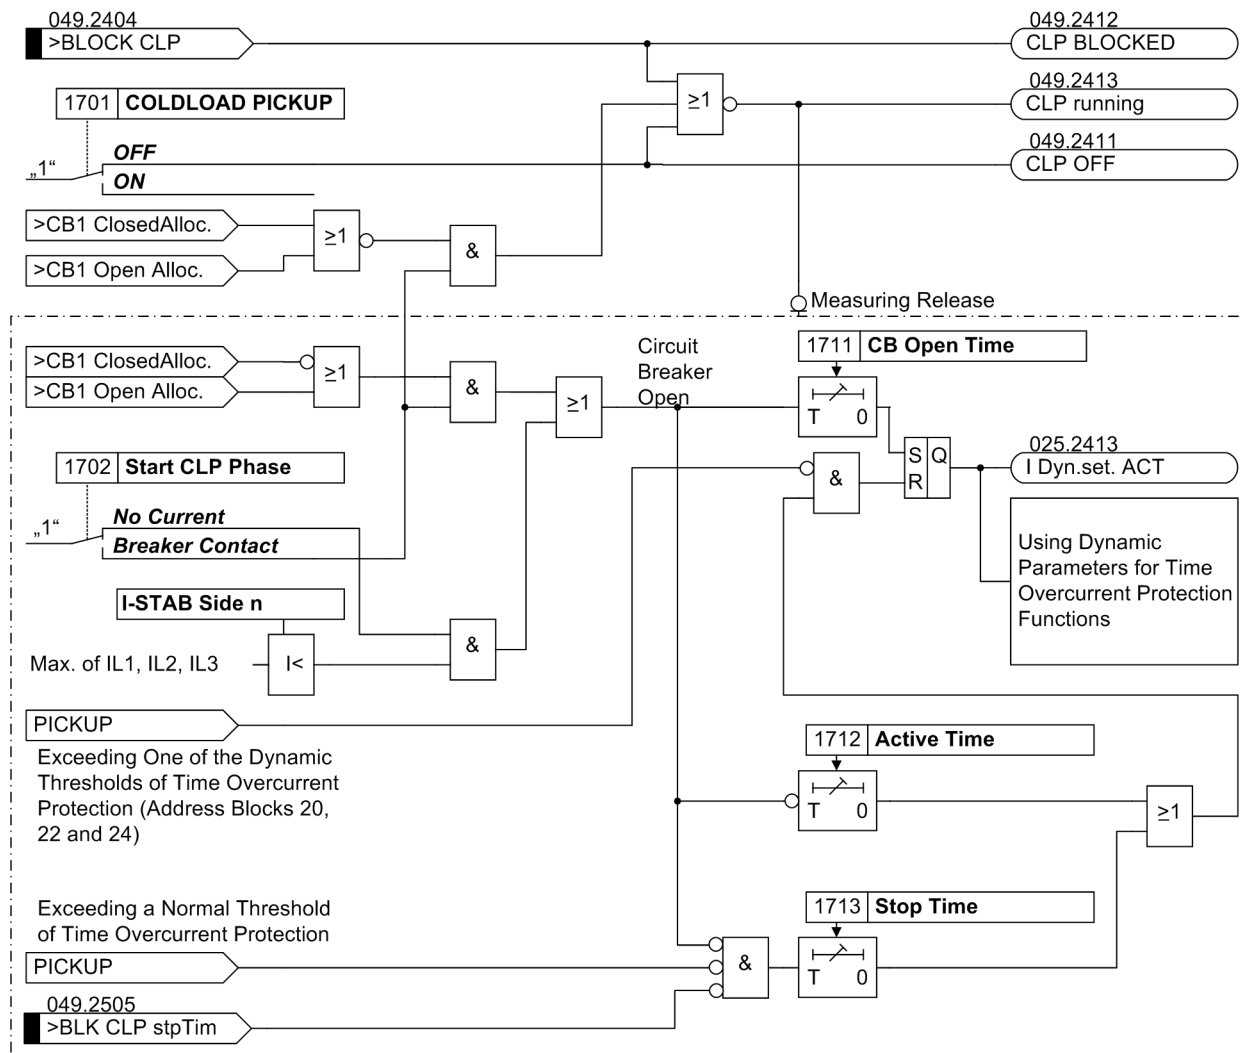 049.2404
>BLOCK CLP
049.2412
CLP BLOCKED
1701 COLDLOAD PICKUP
≥1
049.2413
CLP running
„1“
OFF
ON
049.2411
CLP OFF
>CB1 ClosedAlloc.
>CB1 Open Alloc.
≥1
&
Measuring Release
>CB1 ClosedAlloc.
>CB1 Open Alloc.
≥1
&
≥1
Circuit
Breaker
Open
1711 CB Open Time
T 0
1702 Start CLP Phase
„1“
No Current
Breaker Contact
&
S Q
R
025.2413
I Dyn.set. ACT
Using Dynamic
Parameters for Time
Overcurrent Protection
Functions
I-STAB Side n
Max. of IL1, IL2, IL3
I<
&
PICKUP
Exceeding One of the Dynamic
Thresholds of Time Overcurrent
Protection (Address Blocks 20,
22 and 24)
1712 Active Time
T 0
≥1
Exceeding a Normal Threshold
of Time Overcurrent Protection
PICKUP
049.2505
>BLK CLP stpTim
&
1713 Stop Time
T 0